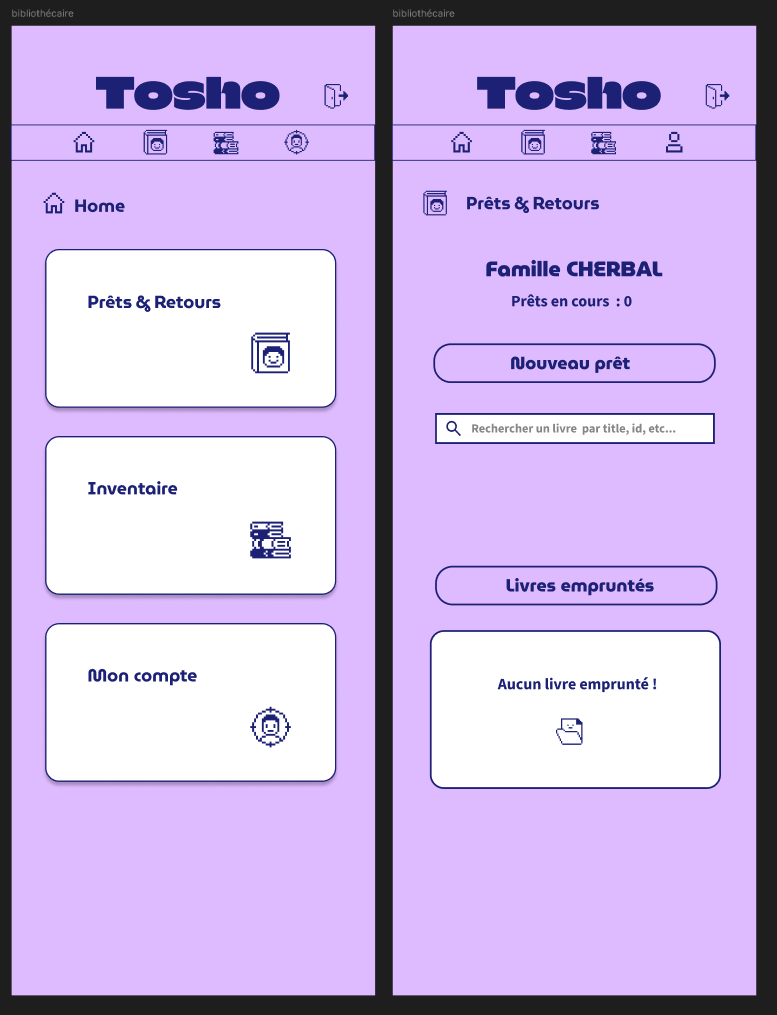 bibliothécaire
Tosho
Home
Prêts & Retours
Inventaire
Mon compte
bibliothécaire
Tosho
Prêts & Retours
Famille CHERBAL
Prêts en cours : 0
Nouveau prêt
Rechercher un livre par title, id, etc...
Livres empruntés
Aucun livre emprunté !